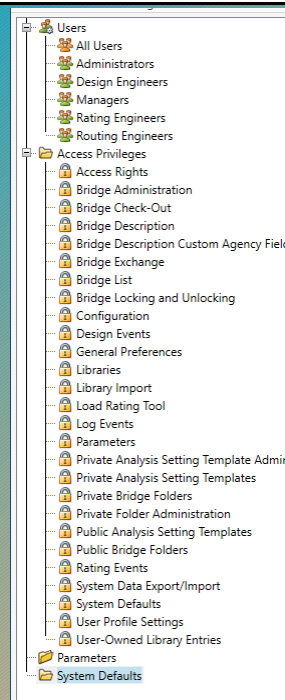 Users
All Users
Administrators
Design Engineers
Managers
Rating Engineers
Routing Engineers
Access Privileges
Access Rights
Bridge Administration
Bridge Check-Out
Bridge Description
Bridge Description Custom Agency Fiel
Bridge Exchange
Bridge List
Bridge Locking and Unlocking
Configuration
Design Events
General Preferences
Libraries
Library Import
Load Rating Tool
Log Events
Parameters
Private Analysis Setting Template Admi
Private Analysis Setting Templates
Private Bridge Folders
Private Folder Administration
Public Analysis Setting Templates
Public Bridge Folders
Rating Events
System Data Export/Import
System Defaults
User Profile Settings
User-Owned Library Entries
Parameters
System Defaults